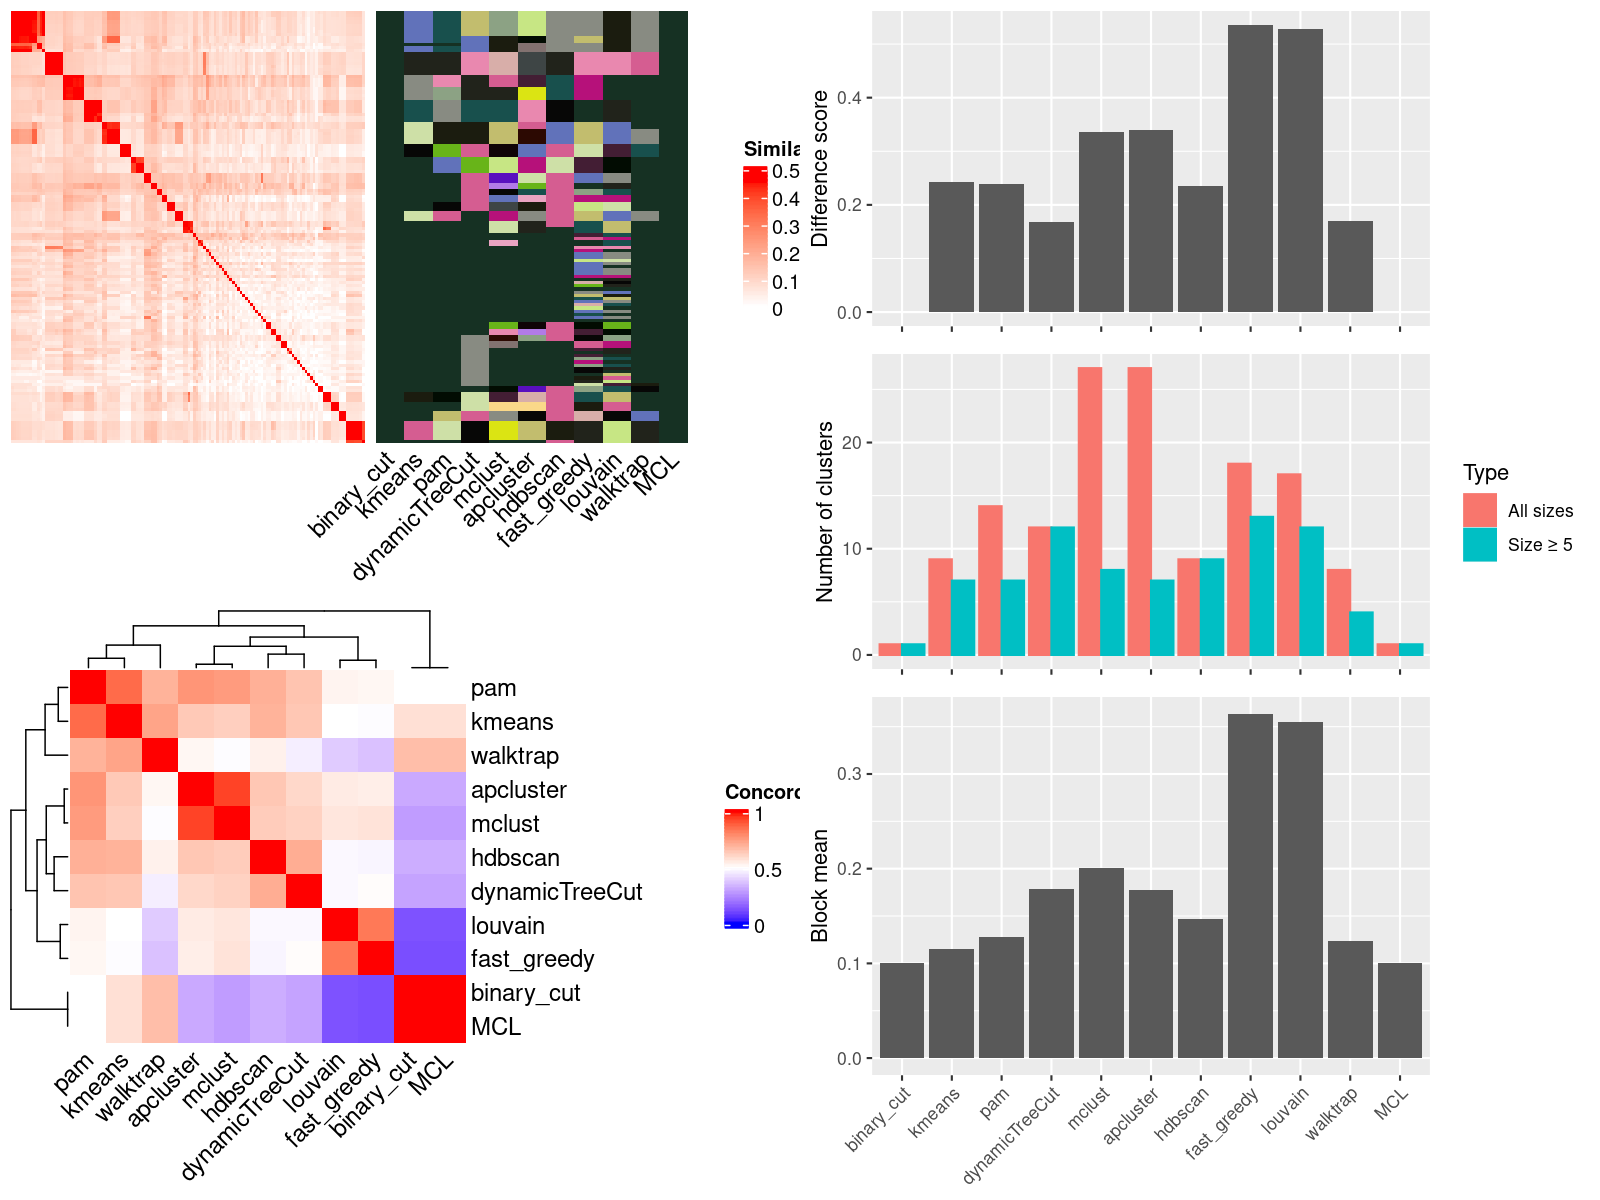 Simila
0.5
0.4
0.3
0.2
0.1
0
binary_cut
kmeans
pam
dynamicTreeCut
mclust
apcluster
hdbscan
fast_greedy
louvain
walktrap
MCL
pam
kmeans
walktrap
apcluster
mclust
hdbscan
dynamicTreeCut
louvain
fast_greedy
binary_cut
MCL
pam
kmeans
walktrap
apcluster
mclust
hdbscan
dynamicTreeCut
louvain
fast_greedy
binary_cut
MCL
Concord
1
0.5
0
Difference score
0.4
0.2
0.0
Number of clusters
20
10
0
Type
All sizes
Size ≥ 5
Block mean
0.3
0.2
0.1
0.0
binary_cut
kmeans
pam
dynamicTreeCut
mclust
apcluster
hdbscan
fast_greedy
louvain
walktrap
MCL